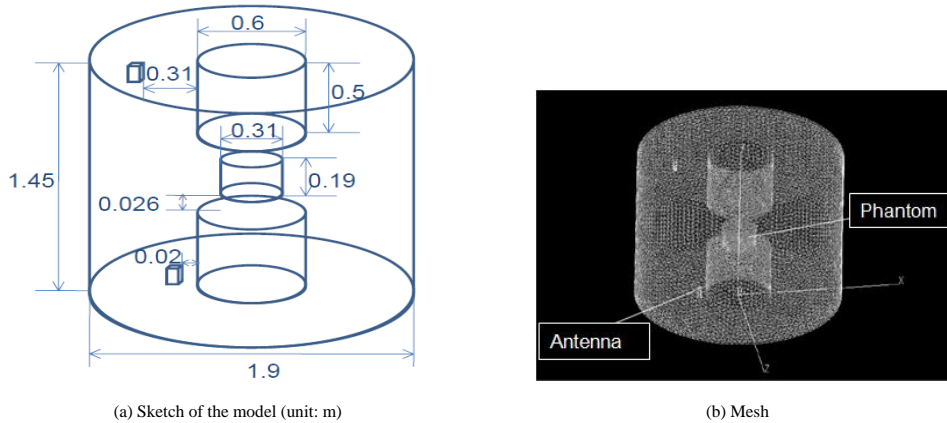 0.6
0.31
0.5
0.31
1.45
0.19
0.026
0.02
1.9
Phantom
X
Antenna
Z
(a) Sketch of the model (unit: m)
(b) Mesh